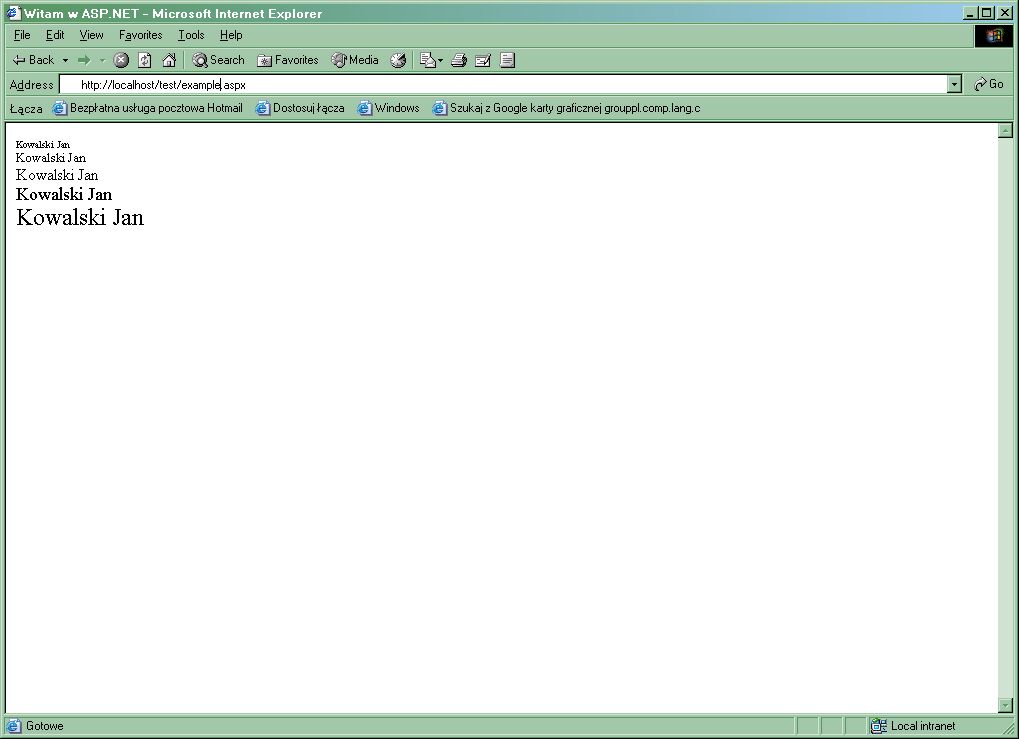 Witam w ASP.NET - Microsoft Internet Explorer
File Edit View Favorites Tools Help
Back Search Favorites Media
Address http://localhost/test/example.aspx Go
Łącza Bezpłatna usługa pocztowa Hotmail Dostosuj łącza Windows Szukaj z Google karty graficznej grouppl.comp.lang.c
Kowalski Jan
Kowalski Jan
Kowalski Jan
Kowalski Jan
Kowalski Jan
Gotowe Local intranet